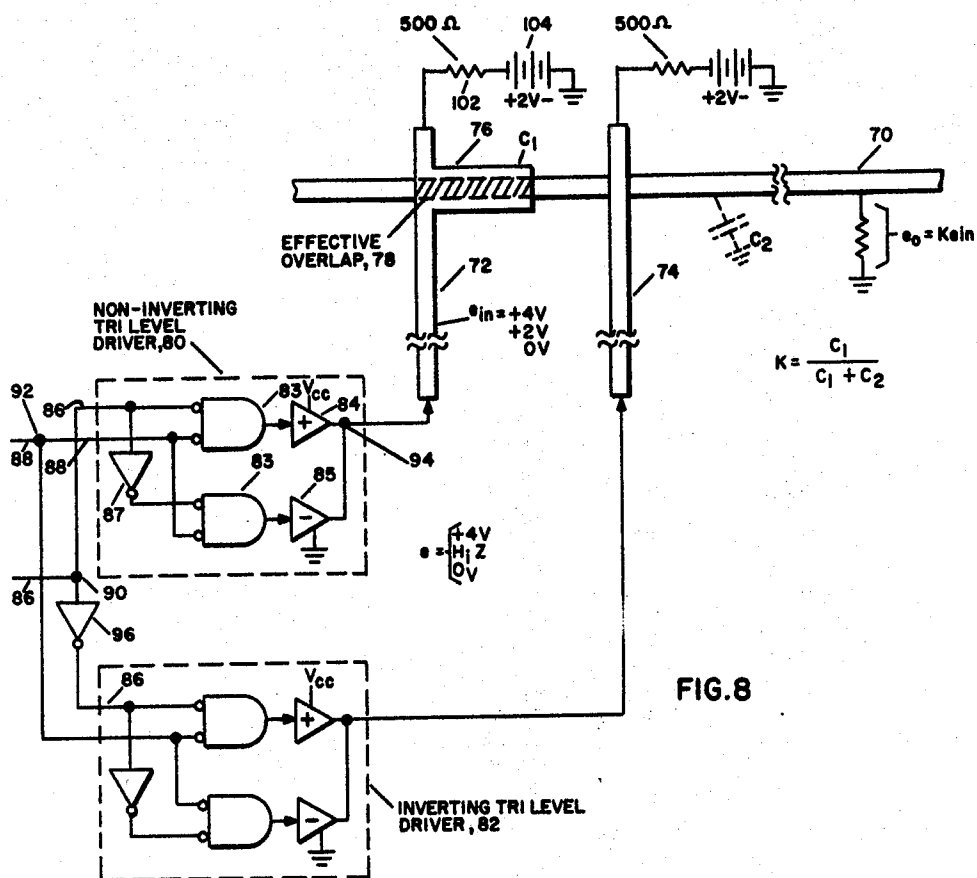 500Ω
104
500Ω
102
+2V-
+2V-
76
C1
70
EFFECTIVE
OVERLAP, 78
C2
eo = Kein
72
74
ein = +4V
+2V
0V
K = C1 / (C1 + C2)
NON-INVERTING
TRI LEVEL
DRIVER, 80
92
86
83
Vcc
84
+
88
88
94
83
85
87
-
e = +4V
Hi Z
0V
86
90
96
86
Vcc
+
FIG. 8
-
INVERTING TRI LEVEL
DRIVER, 82